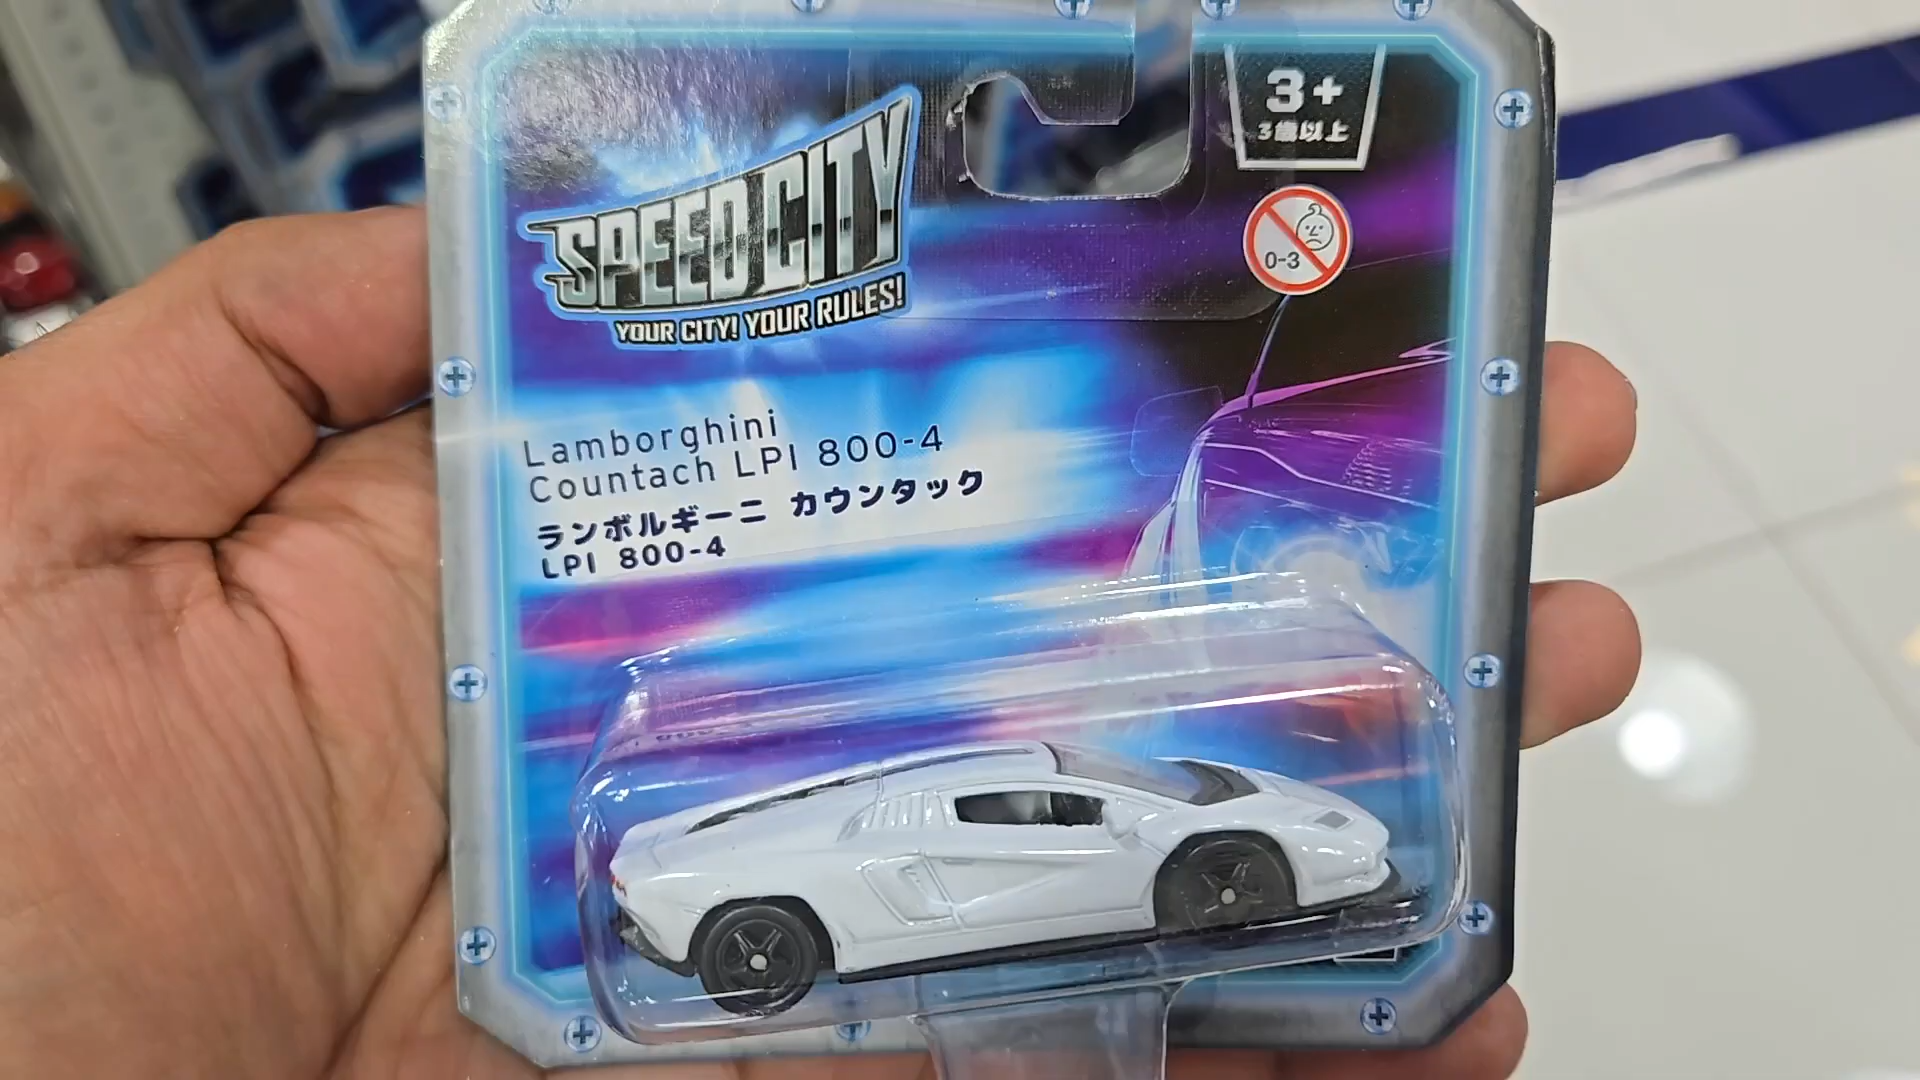 3+
3歳以上
0-3
SPEED CITY
YOUR CITY! YOUR RULES!
Lamborghini
Countach LPI 800-4
ランボルギーニ カウンタック
LPI 800-4